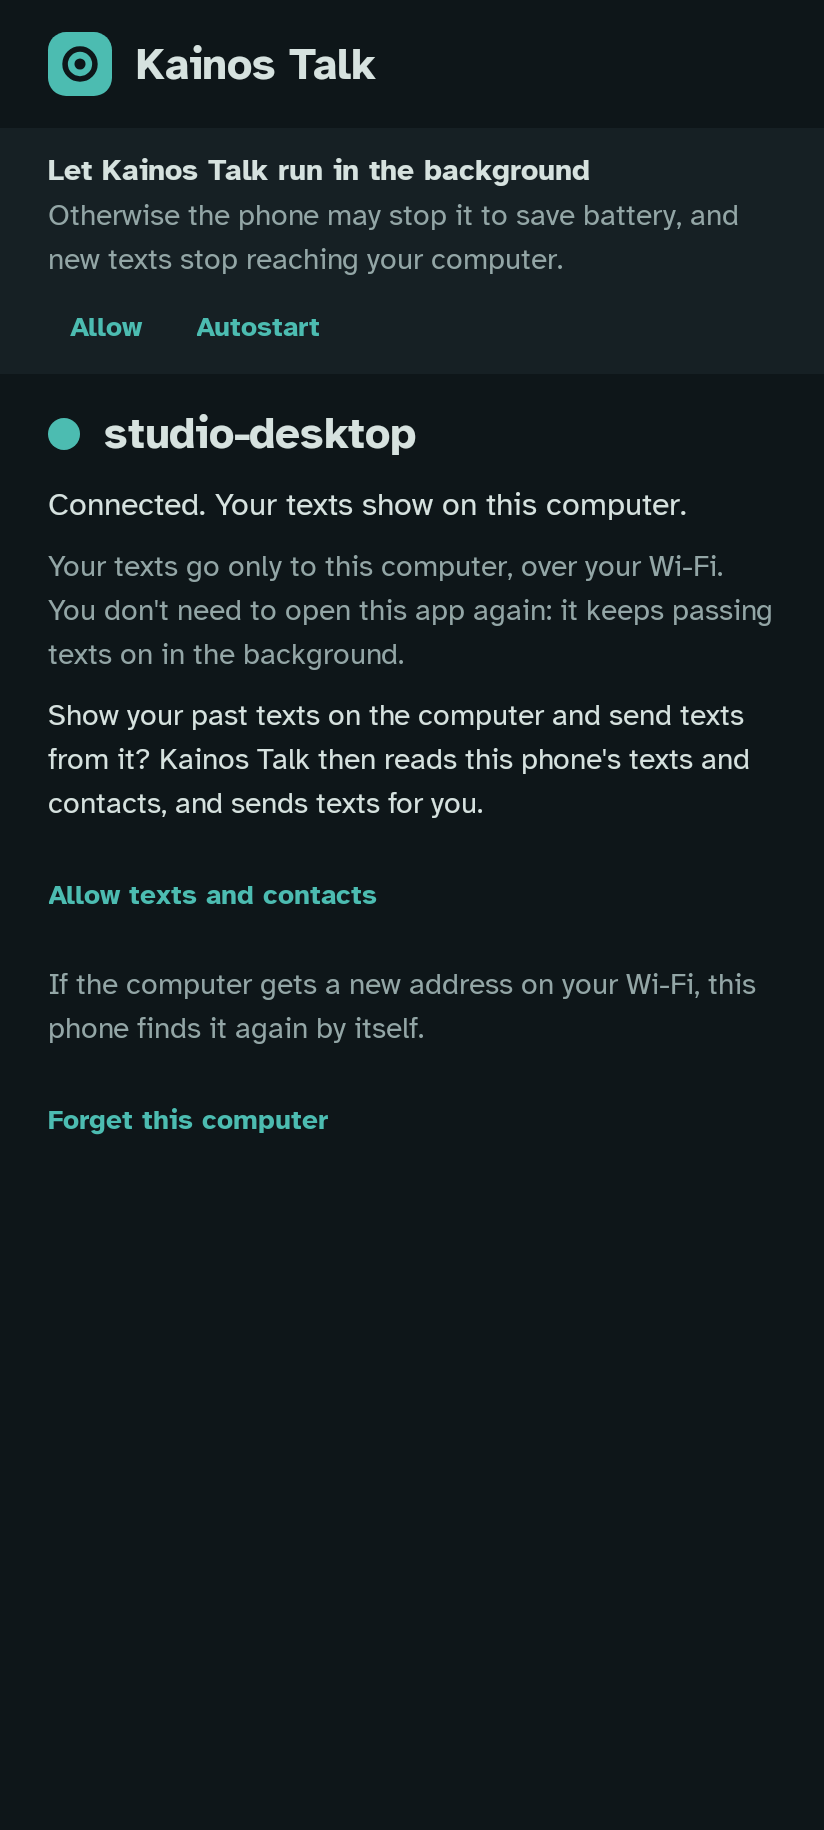 Kainos Talk
Let Kainos Talk run in the background
Otherwise the phone may stop it to save battery, and
new texts stop reaching your computer.
Allow Autostart
studio-desktop
Connected. Your texts show on this computer.
Your texts go only to this computer, over your Wi-Fi.
You don't need to open this app again: it keeps passing
texts on in the background.
Show your past texts on the computer and send texts
from it? Kainos Talk then reads this phone's texts and
contacts, and sends texts for you.
Allow texts and contacts
If the computer gets a new address on your Wi-Fi, this
phone finds it again by itself.
Forget this computer